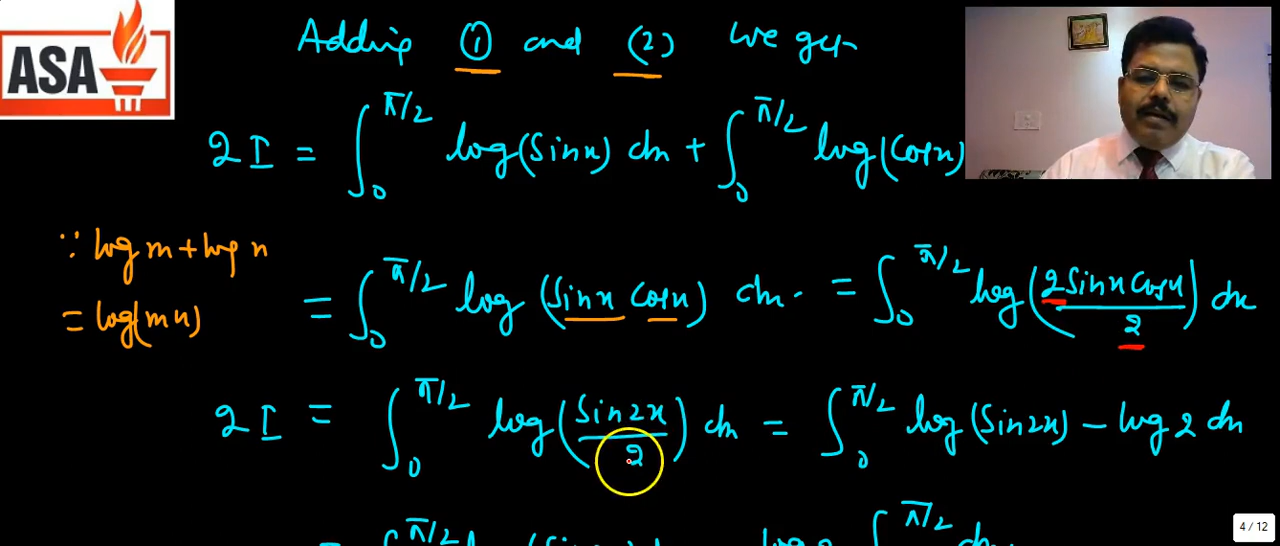 ASA
Adding ① and (2) we get
2I = ∫₀^π/2 log(Sinx) dx + ∫₀^π/2 log(Cosx)
∵ log m + log n
= log(mn)
= ∫₀^π/2 log (Sinx Cosx) dx = ∫₀^π/2 log(2Sinx Cosx / 2) dx
2I = ∫₀^π/2 log(Sin2x / 2) dx = ∫₀^π/2 log(Sin2x) - log 2 dx
4 / 12